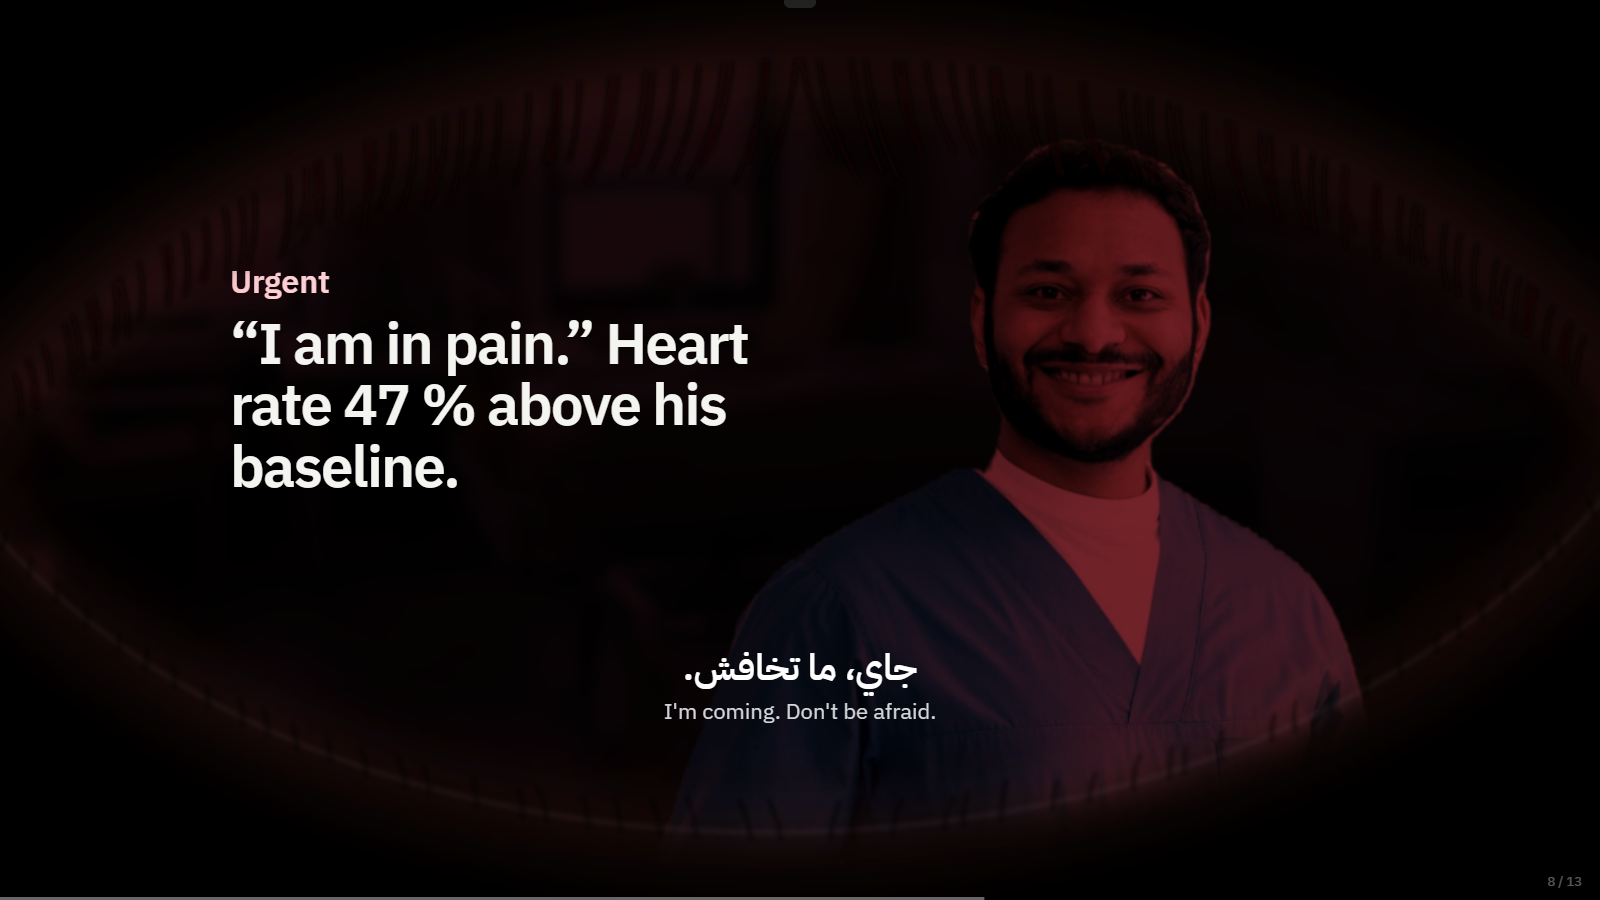 Urgent
“I am in pain.” Heart
rate 47 % above his
baseline.
جاي، ما تخافش.
I'm coming. Don't be afraid.
8 / 13